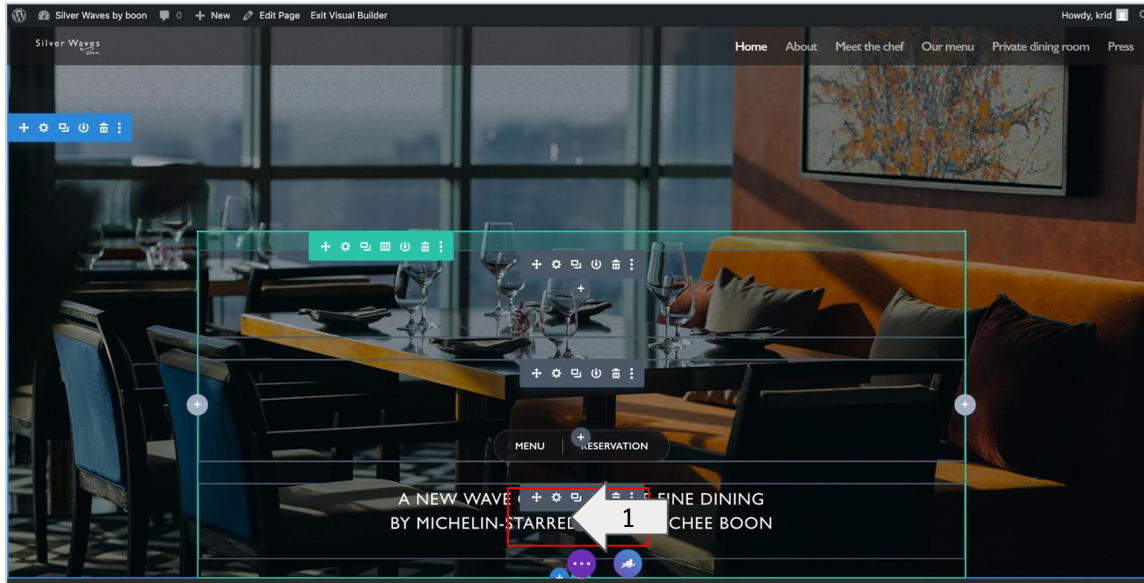 Silver Waves by boon 0 + New Edit Page Exit Visual Builder Howdy, krid
Silver Waves
Home About Meet the chef Our menu Private dining room Press
MENU RESERVATION
A NEW WAVE FINE DINING
BY MICHELIN-STARRED CHEE BOON
1